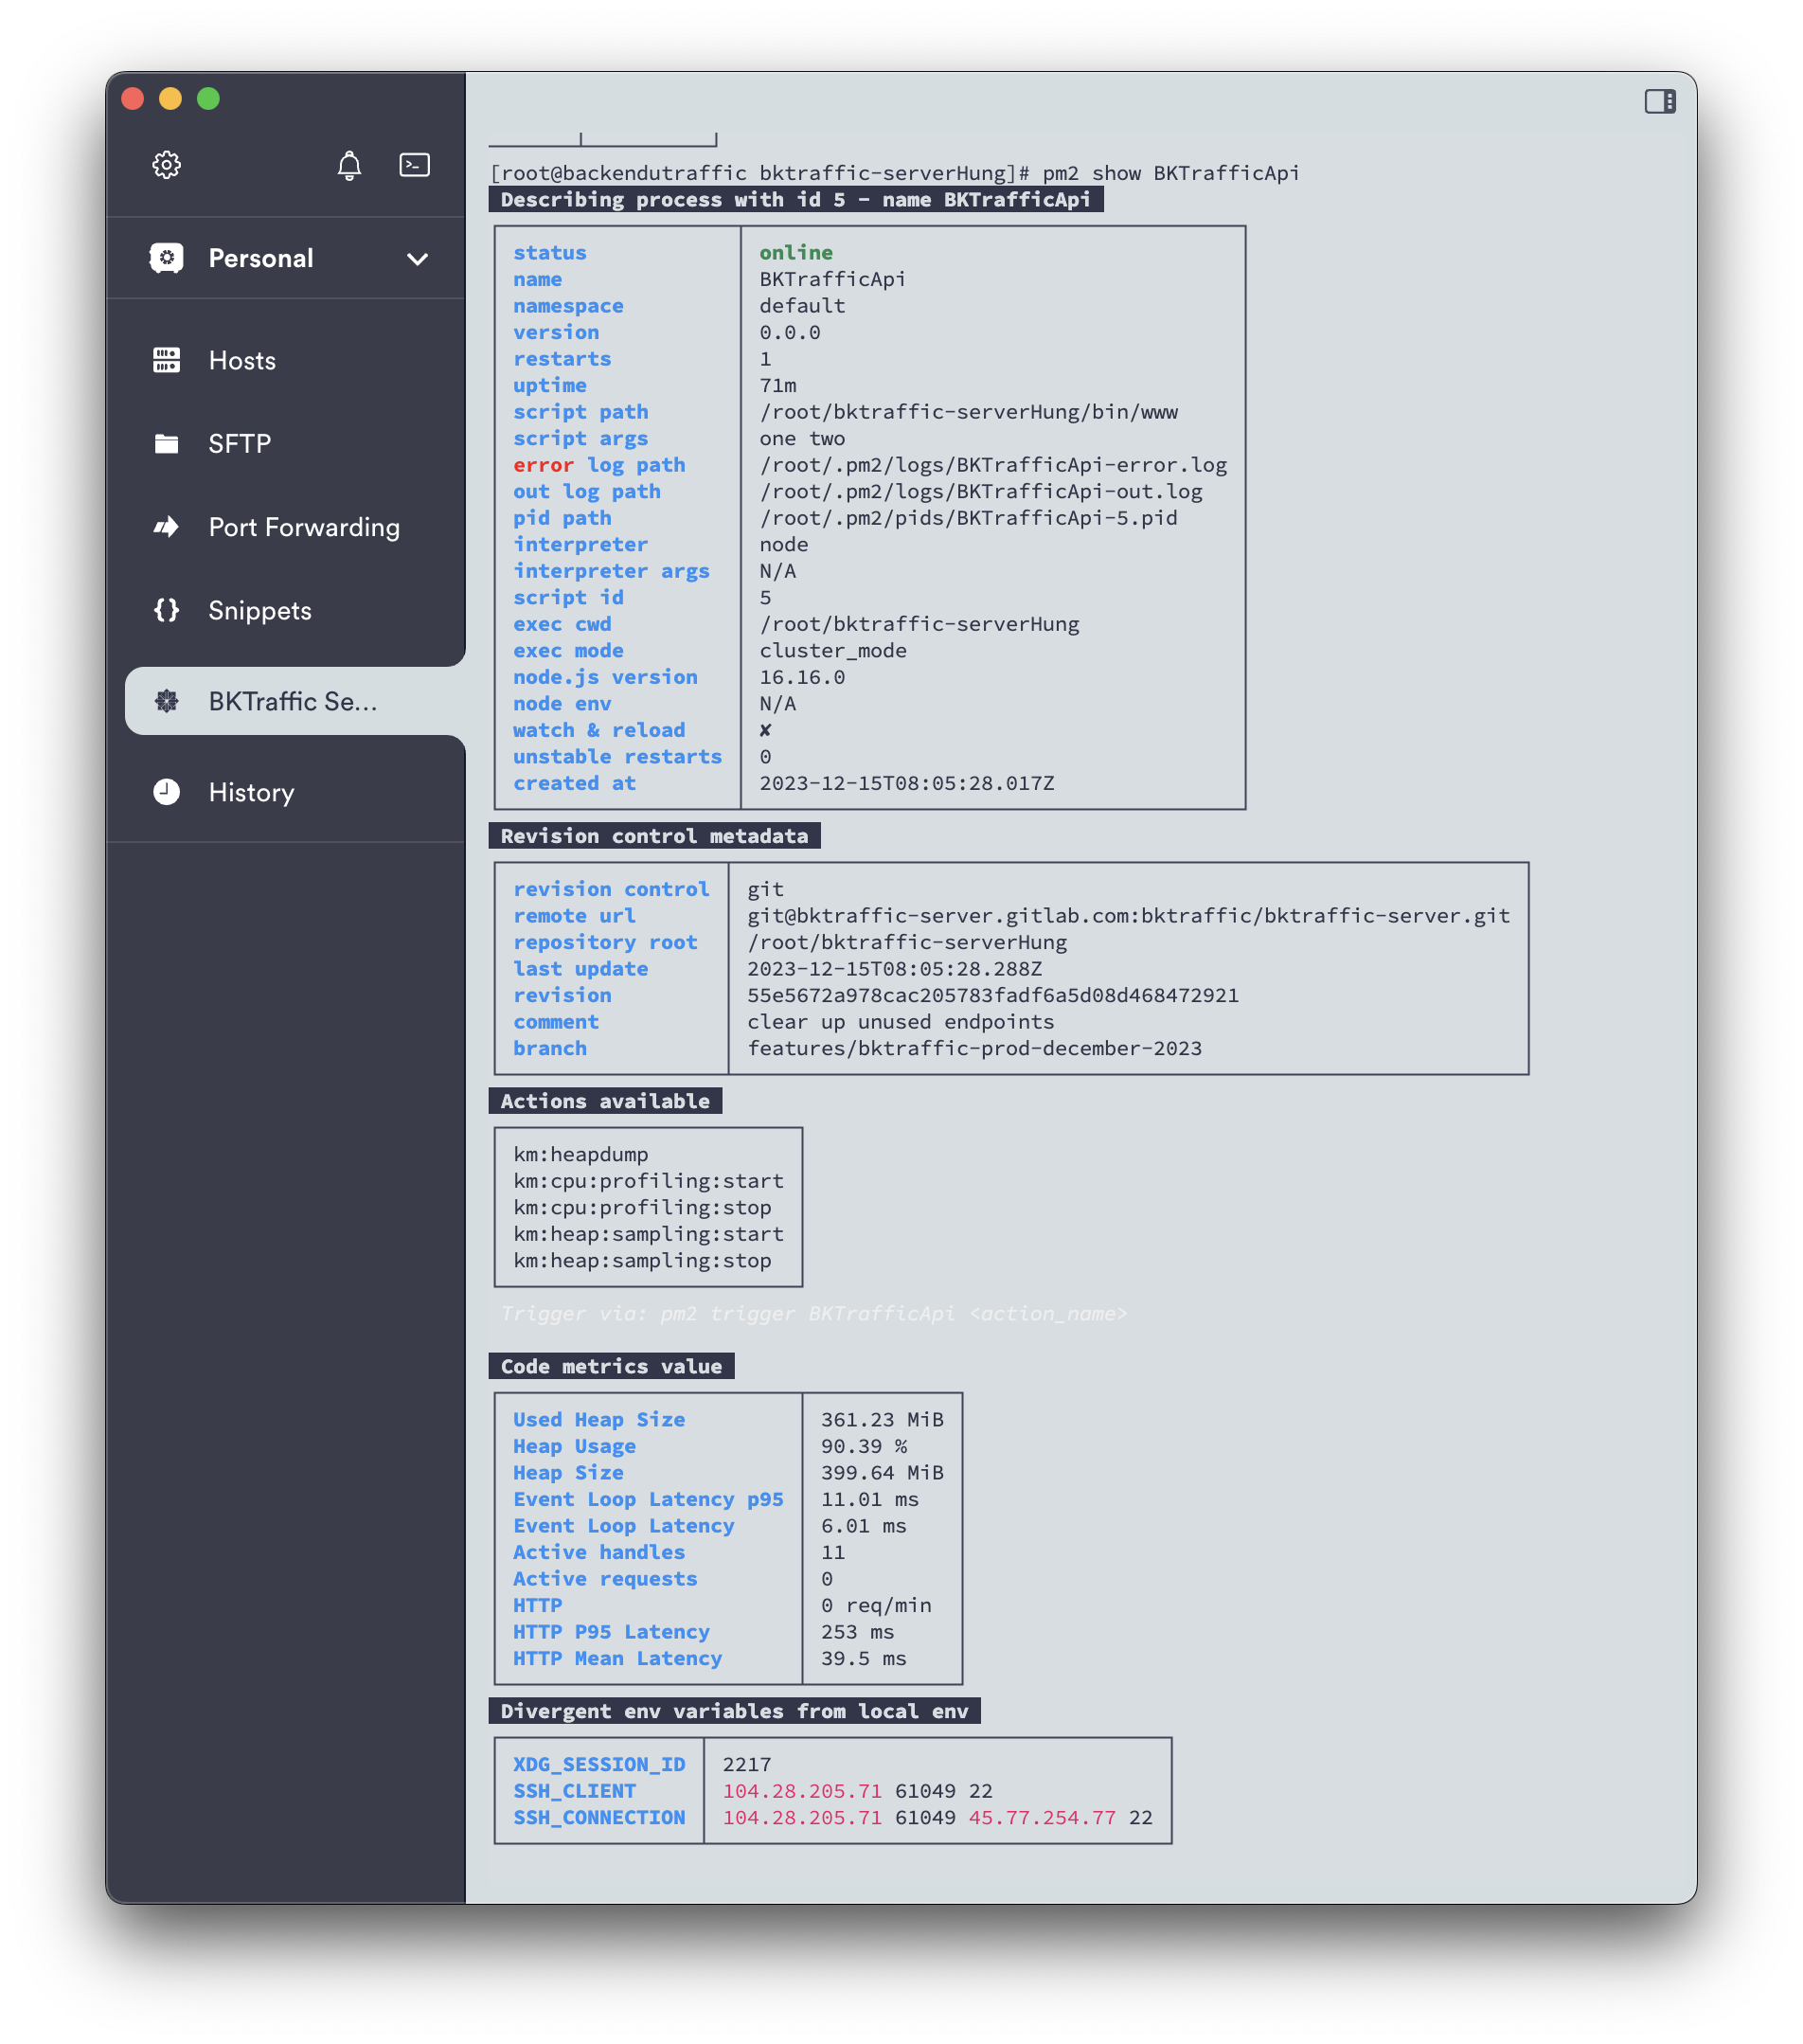 Personal
Hosts
SFTP
Port Forwarding
Snippets
BKTraffic Se...
History
[root@backendutraffic bktraffic-serverHung]# pm2 show BKTrafficApi
Describing process with id 5 - name BKTrafficApi
status online
name BKTrafficApi
namespace default
version 0.0.0
restarts 1
uptime 71m
script path /root/bktraffic-serverHung/bin/www
script args one two
error log path /root/.pm2/logs/BKTrafficApi-error.log
out log path /root/.pm2/logs/BKTrafficApi-out.log
pid path /root/.pm2/pids/BKTrafficApi-5.pid
interpreter node
interpreter args N/A
script id 5
exec cwd /root/bktraffic-serverHung
exec mode cluster_mode
node.js version 16.16.0
node env N/A
watch & reload ✘
unstable restarts 0
created at 2023-12-15T08:05:28.017Z
Revision control metadata
revision control git
remote url git@bktraffic-server.gitlab.com:bktraffic/bktraffic-server.git
repository root /root/bktraffic-serverHung
last update 2023-12-15T08:05:28.288Z
revision 55e5672a978cac205783fadf6a5d08d468472921
comment clear up unused endpoints
branch features/bktraffic-prod-december-2023
Actions available
km:heapdump
km:cpu:profiling:start
km:cpu:profiling:stop
km:heap:sampling:start
km:heap:sampling:stop
Trigger via: pm2 trigger BKTrafficApi <action_name>
Code metrics value
Used Heap Size 361.23 MiB
Heap Usage 90.39 %
Heap Size 399.64 MiB
Event Loop Latency p95 11.01 ms
Event Loop Latency 6.01 ms
Active handles 11
Active requests 0
HTTP 0 req/min
HTTP P95 Latency 253 ms
HTTP Mean Latency 39.5 ms
Divergent env variables from local env
XDG_SESSION_ID 2217
SSH_CLIENT 104.28.205.71 61049 22
SSH_CONNECTION 104.28.205.71 61049 45.77.254.77 22